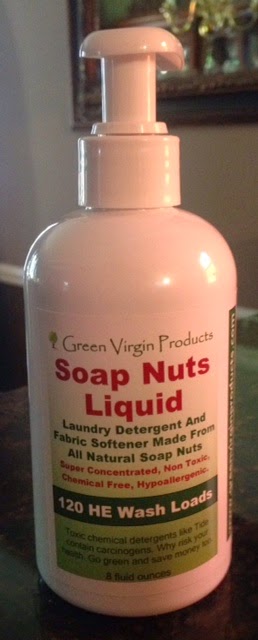 Green Virgin Products
Soap Nuts
Liquid
Laundry Detergent And
Fabric Softener Made From
All Natural Soap Nuts
Super Concentrated, Non Toxic,
Chemical Free, Hypoallergenic.
120 HE Wash Loads
Toxic chemical detergents like Tide
contain carcinogens. Why risk your
health. Go green and save money too.
8 fluid ounces